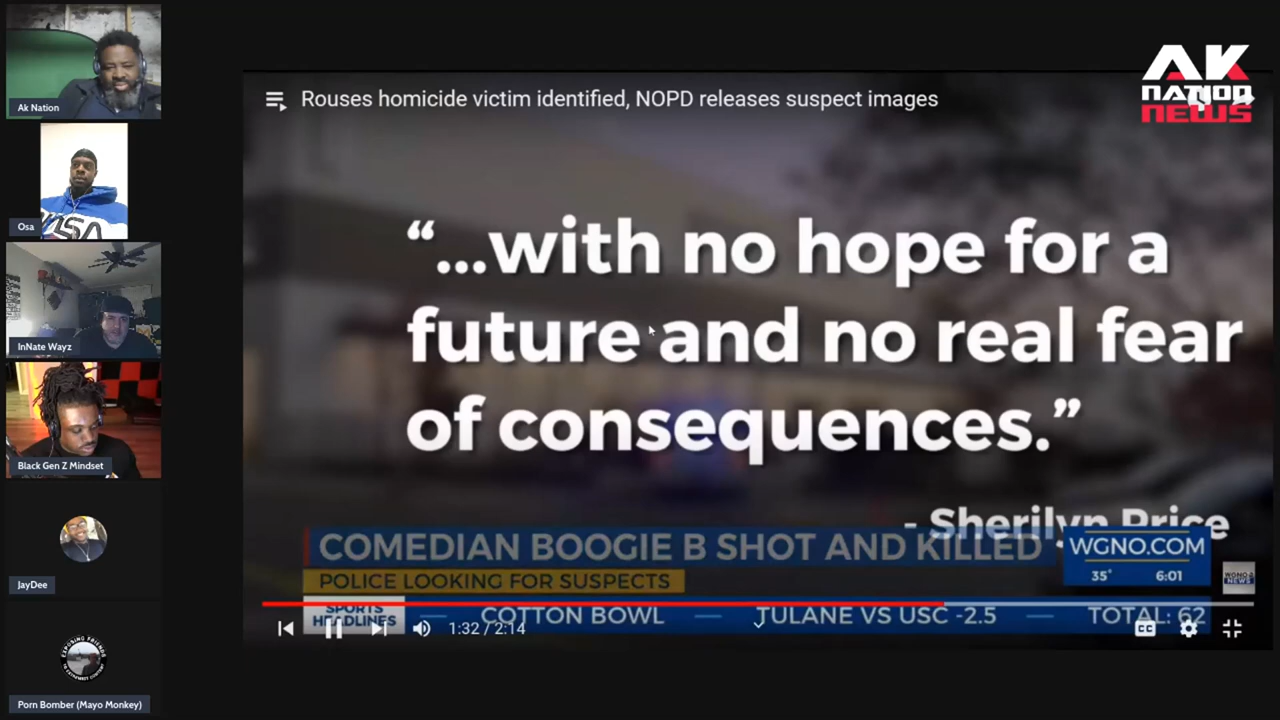 Ak Nation
Osa
InNate Wayz
Black Gen Z Mindset
JayDee
EXPOSING FRIENDS
Porn Bomber (Mayo Monkey)
Rouses homicide victim identified, NOPD releases suspect images
AK
NATION
NEWS
“...with no hope for a
future and no real fear
of consequences.”
- Sherilyn Price
COMEDIAN BOOGIE B SHOT AND KILLED
POLICE LOOKING FOR SUSPECTS
WGNO.COM
35° 6:01
SPORTS
HEADLINES
COTTON BOWL — TULANE VS USC -2.5 — TOTAL: 62
1:32 / 2:14
CC